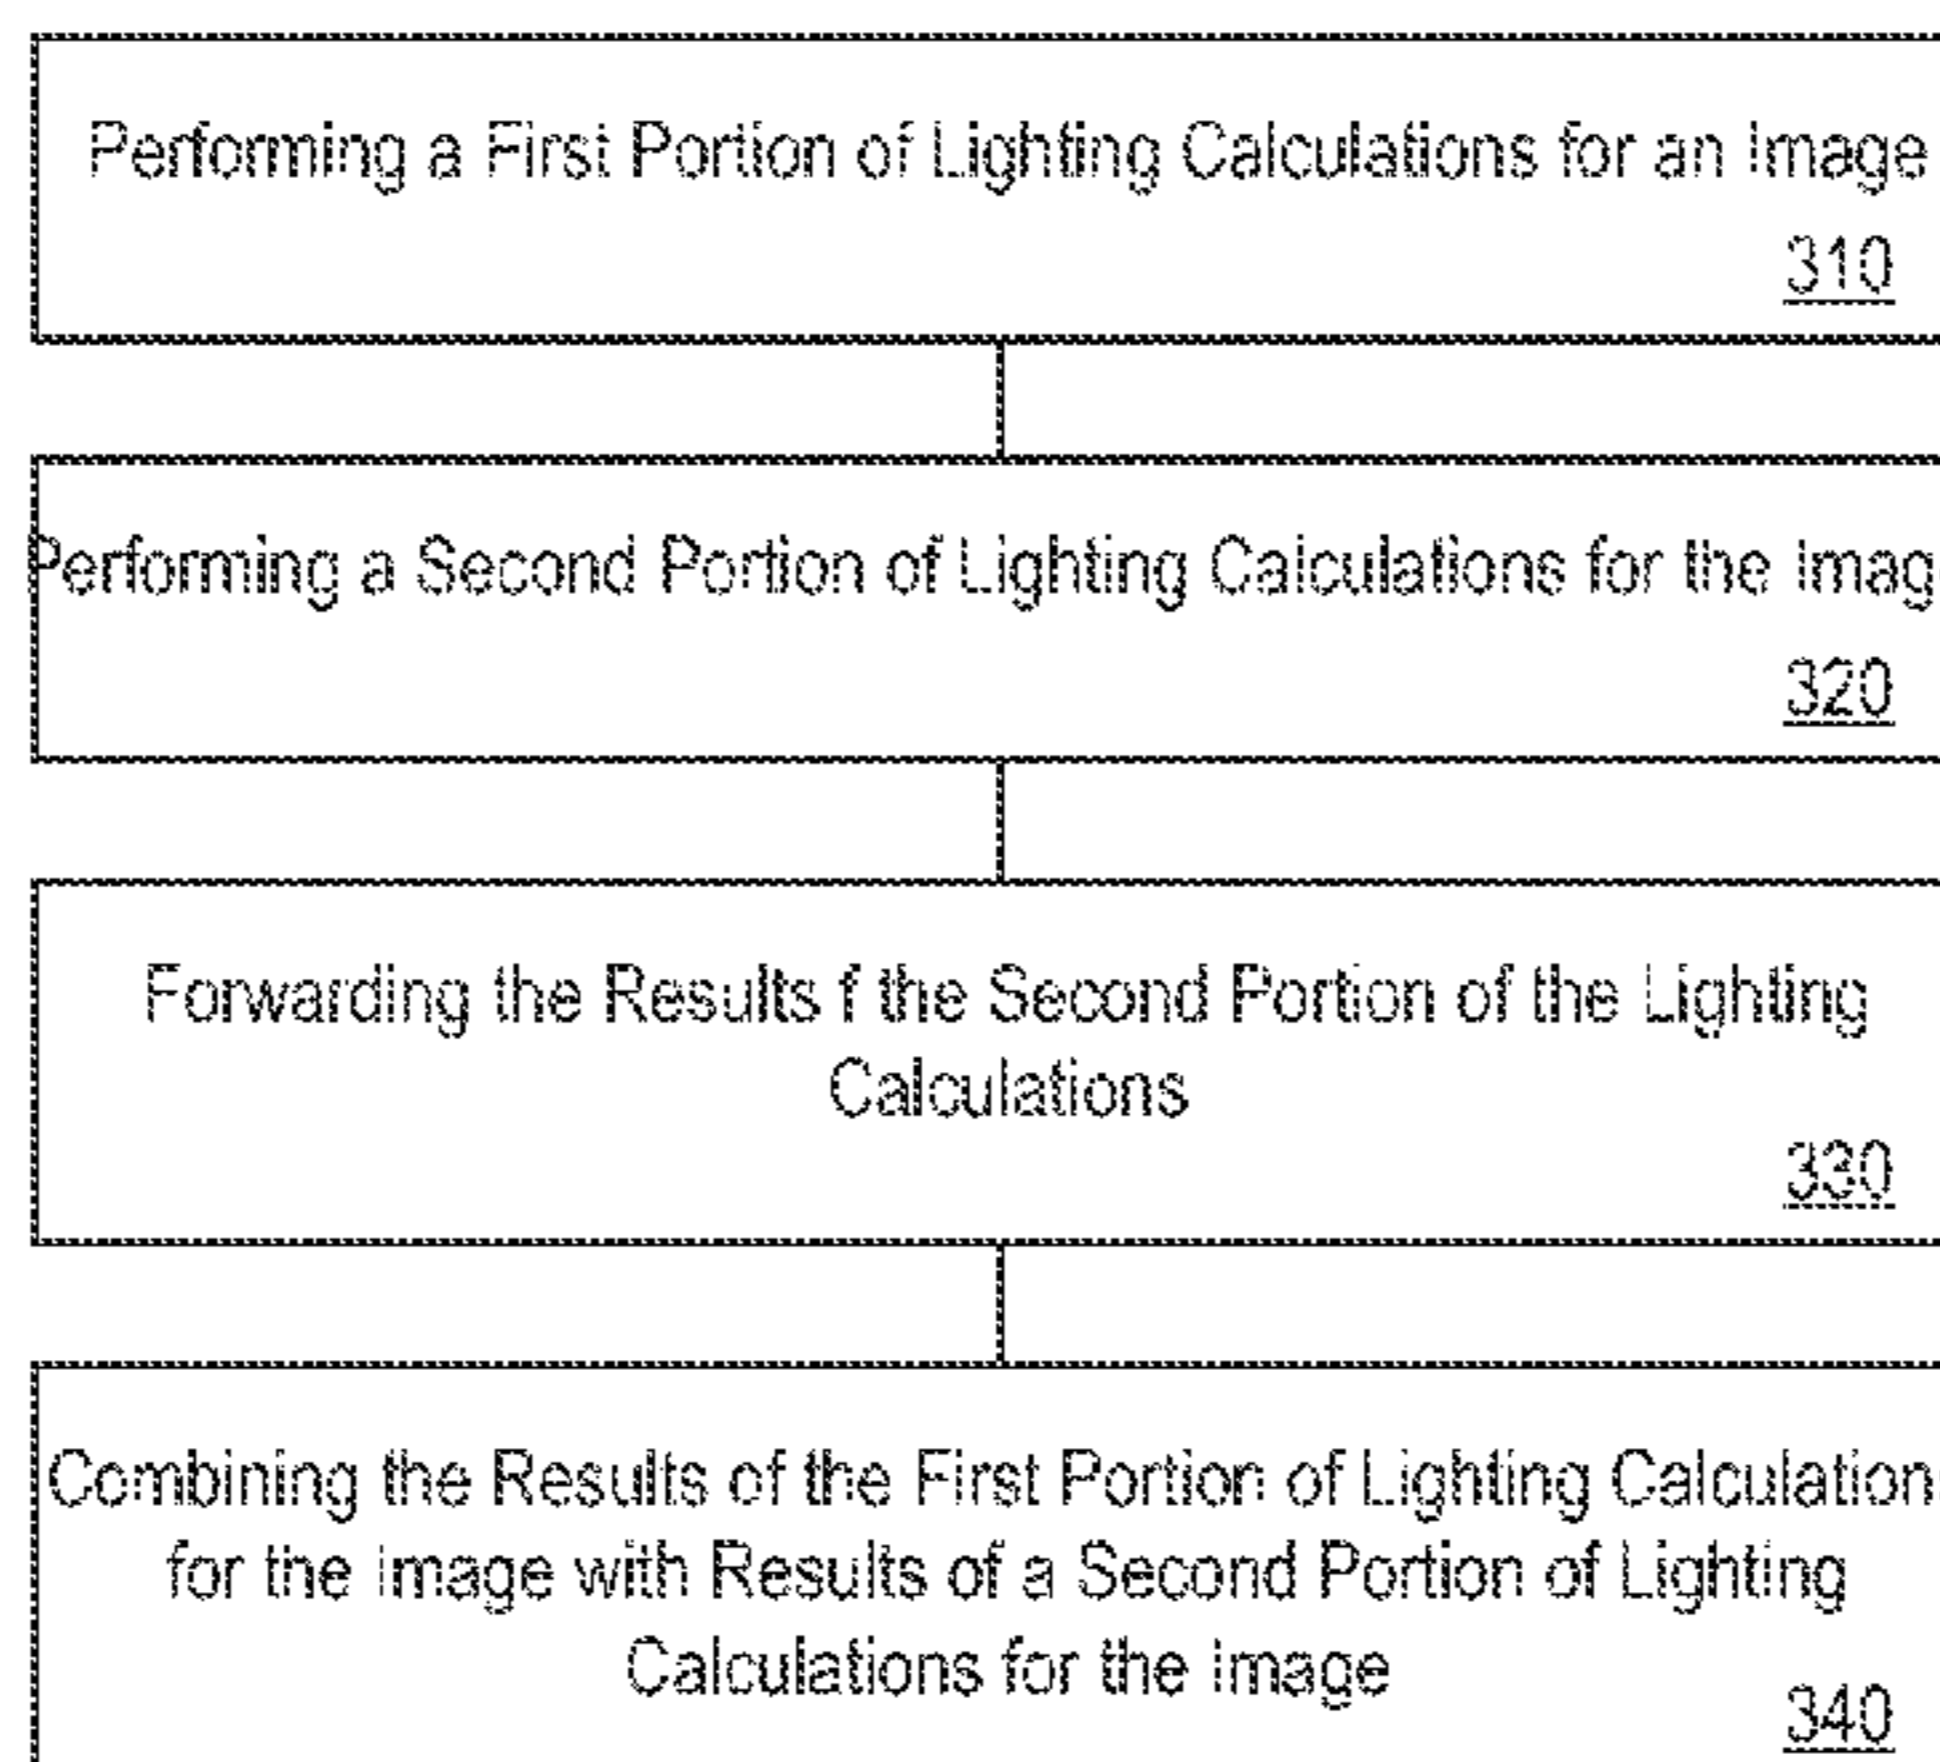 Performing a First Portion of Lighting Calculations for an Image
310
Performing a Second Portion of Lighting Calculations for the Imag
320
Forwarding the Results f the Second Portion of the Lighting
Calculations
330
Combining the Results of the First Portion of Lighting Calculations
for the Image with Results of a Second Portion of Lighting
Calculations for the Image
340